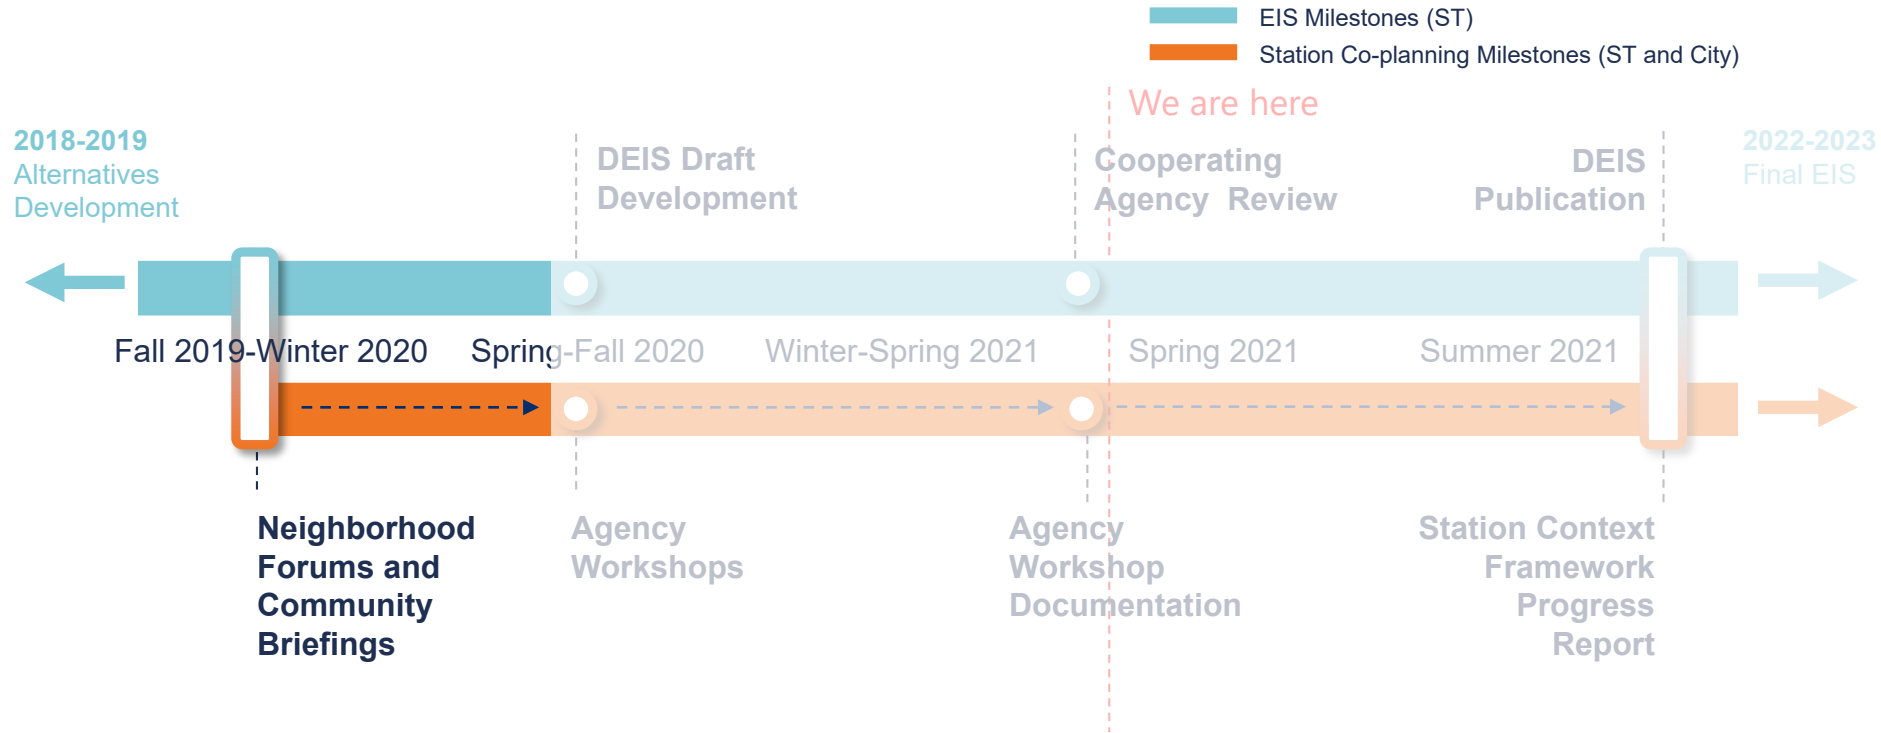 EIS Milestones (ST)
Station Co-planning Milestones (ST and City)
We are here
2018-2019
Alternatives
Development
DEIS Draft
Development
Cooperating
Agency Review
DEIS
Publication
2022-2023
Final EIS
Fall 2019-Winter 2020
Spring-Fall 2020
Winter-Spring 2021
Spring 2021
Summer 2021
Neighborhood
Forums and
Community
Briefings
Agency
Workshops
Agency
Workshop
Documentation
Station Context
Framework
Progress
Report